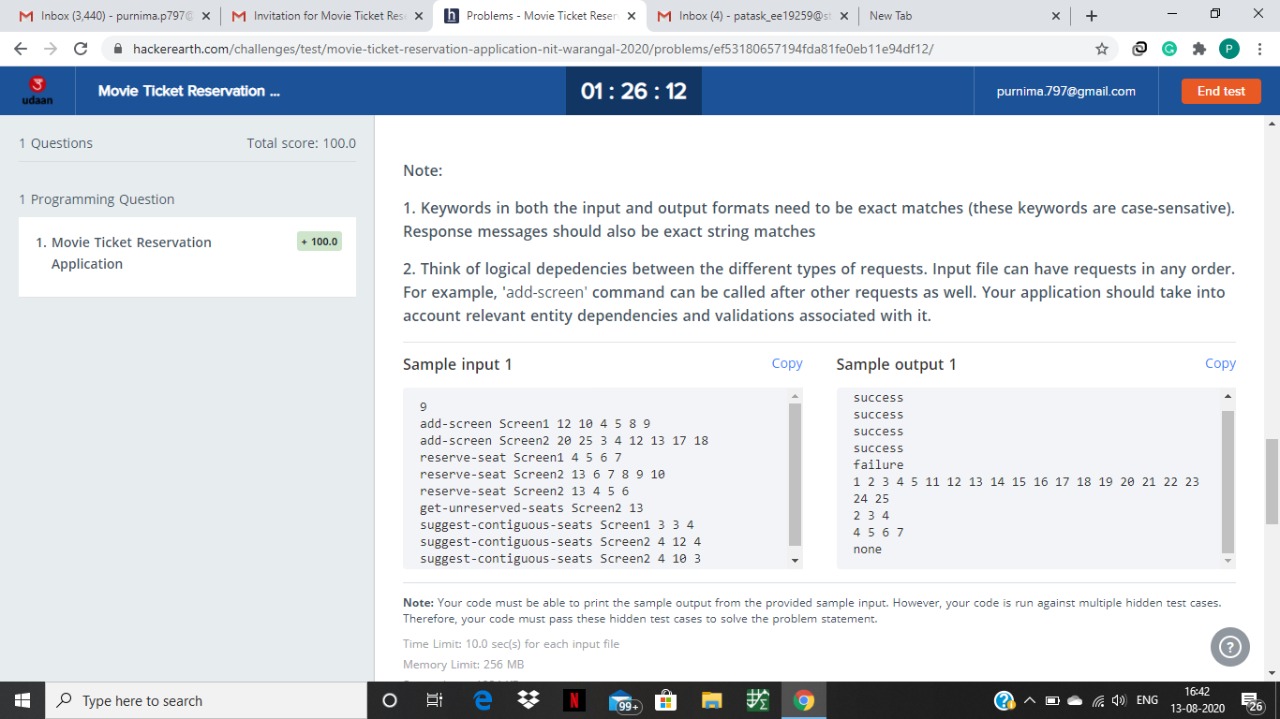 Inbox (3,440) - purnima.p797@
Invitation for Movie Ticket Res
Problems - Movie Ticket Reser
Inbox (4) - patask_ee19259@st
New Tab
hackerearth.com/challenges/test/movie-ticket-reservation-application-nit-warangal-2020/problems/ef53180657194fda81fe0eb11e94df12/
P
udaan
Movie Ticket Reservation ...
01 : 26 : 12
purnima.797@gmail.com
End test
1 Questions
Total score: 100.0
1 Programming Question
1. Movie Ticket Reservation
Application
+ 100.0
Note:
1. Keywords in both the input and output formats need to be exact matches (these keywords are case-sensative).
Response messages should also be exact string matches
2. Think of logical depedencies between the different types of requests. Input file can have requests in any order.
For example, 'add-screen' command can be called after other requests as well. Your application should take into
account relevant entity dependencies and validations associated with it.
Sample input 1
Copy
9
add-screen Screen1 12 10 4 5 8 9
add-screen Screen2 20 25 3 4 12 13 17 18
reserve-seat Screen1 4 5 6 7
reserve-seat Screen2 13 6 7 8 9 10
reserve-seat Screen2 13 4 5 6
get-unreserved-seats Screen2 13
suggest-contiguous-seats Screen1 3 3 4
suggest-contiguous-seats Screen2 4 12 4
suggest-contiguous-seats Screen2 4 10 3
Sample output 1
Copy
success
success
success
success
failure
1 2 3 4 5 11 12 13 14 15 16 17 18 19 20 21 22 23
24 25
2 3 4
4 5 6 7
none
Note: Your code must be able to print the sample output from the provided sample input. However, your code is run against multiple hidden test cases.
Therefore, your code must pass these hidden test cases to solve the problem statement.
Time Limit: 10.0 sec(s) for each input file
Memory Limit: 256 MB
?
Type here to search
99+
ENG
16:42
13-08-2020
26